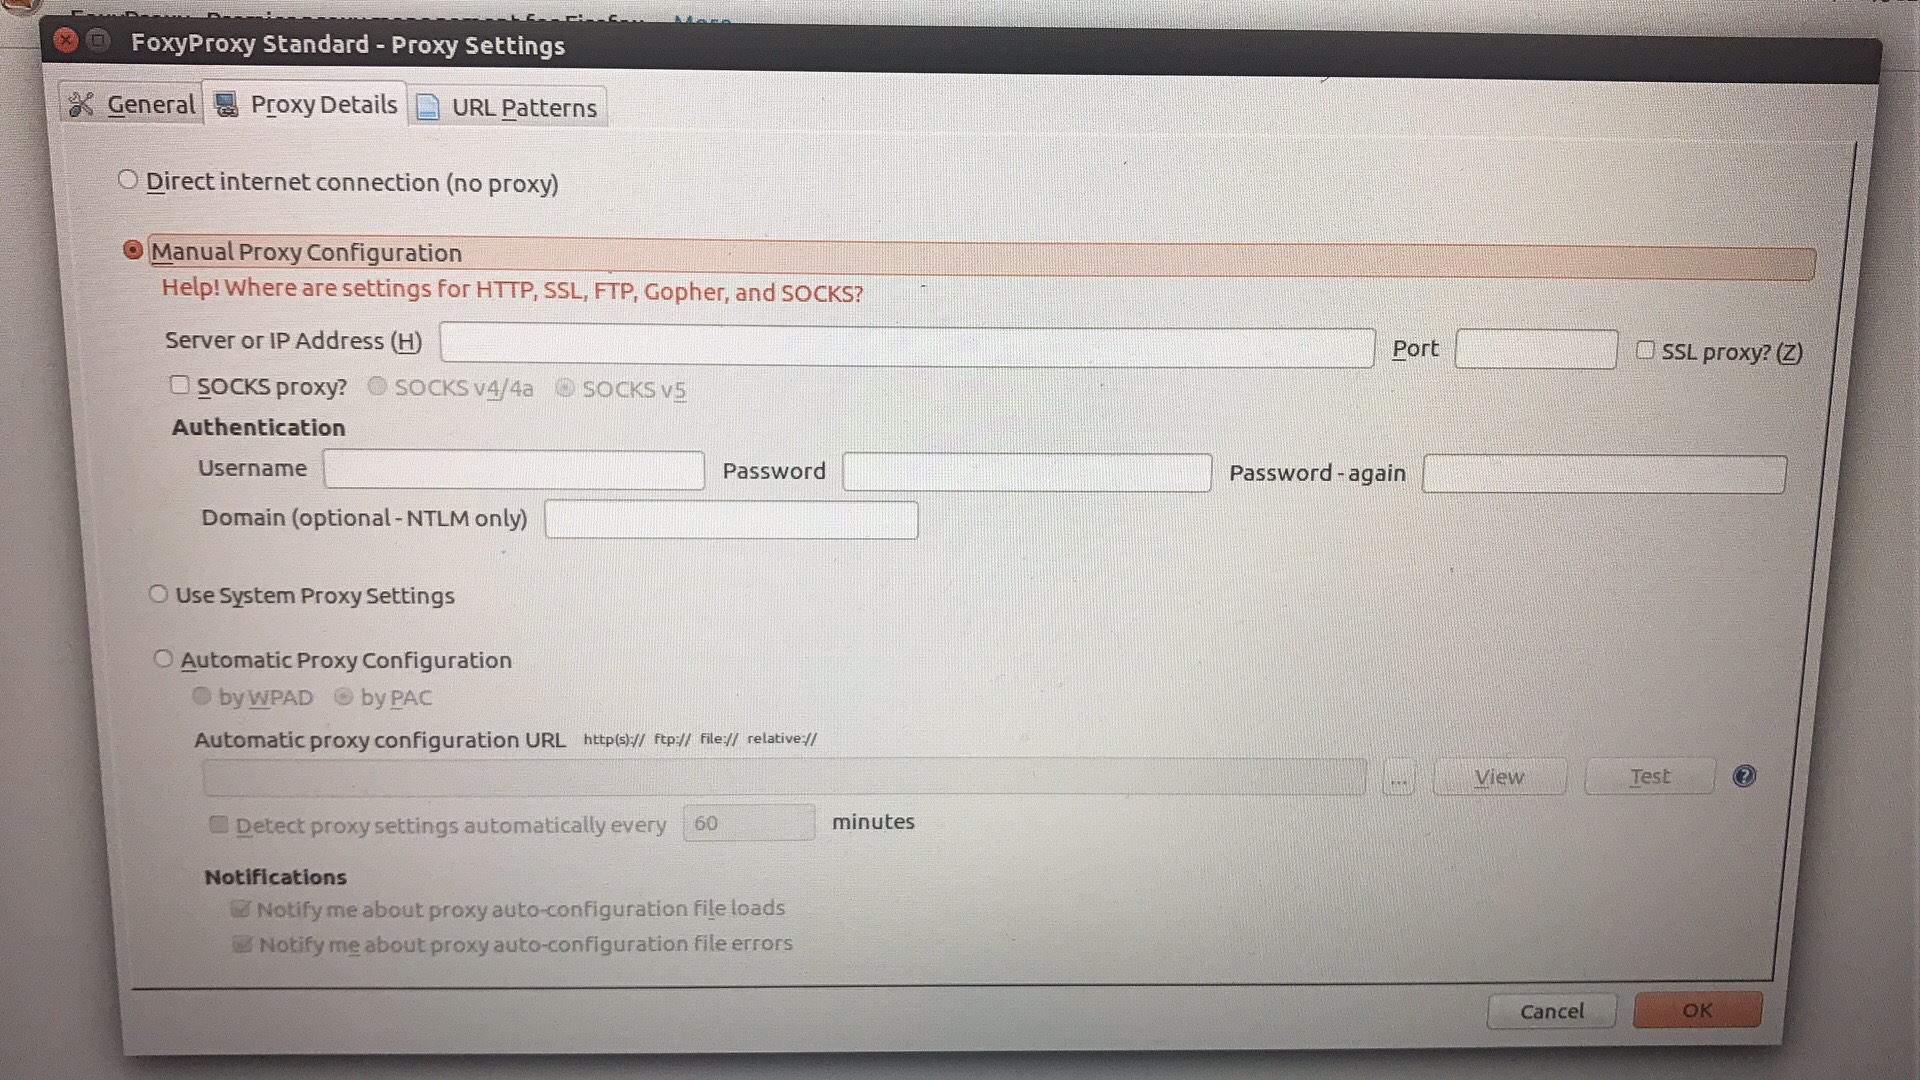 FoxyProxy Standard - Proxy Settings
General Proxy Details URL Patterns
Direct internet connection (no proxy)
Manual Proxy Configuration
Help! Where are settings for HTTP, SSL, FTP, Gopher, and SOCKS?
Server or IP Address (H) Port SSL proxy? (Z)
SOCKS proxy? SOCKS v4/4a SOCKS v5
Authentication
Username Password Password - again
Domain (optional - NTLM only)
Use System Proxy Settings
Automatic Proxy Configuration
by WPAD by PAC
Automatic proxy configuration URL http(s):// ftp:// file:// relative://
... View Test ?
Detect proxy settings automatically every 60 minutes
Notifications
Notify me about proxy auto-configuration file loads
Notify me about proxy auto-configuration file errors
Cancel OK